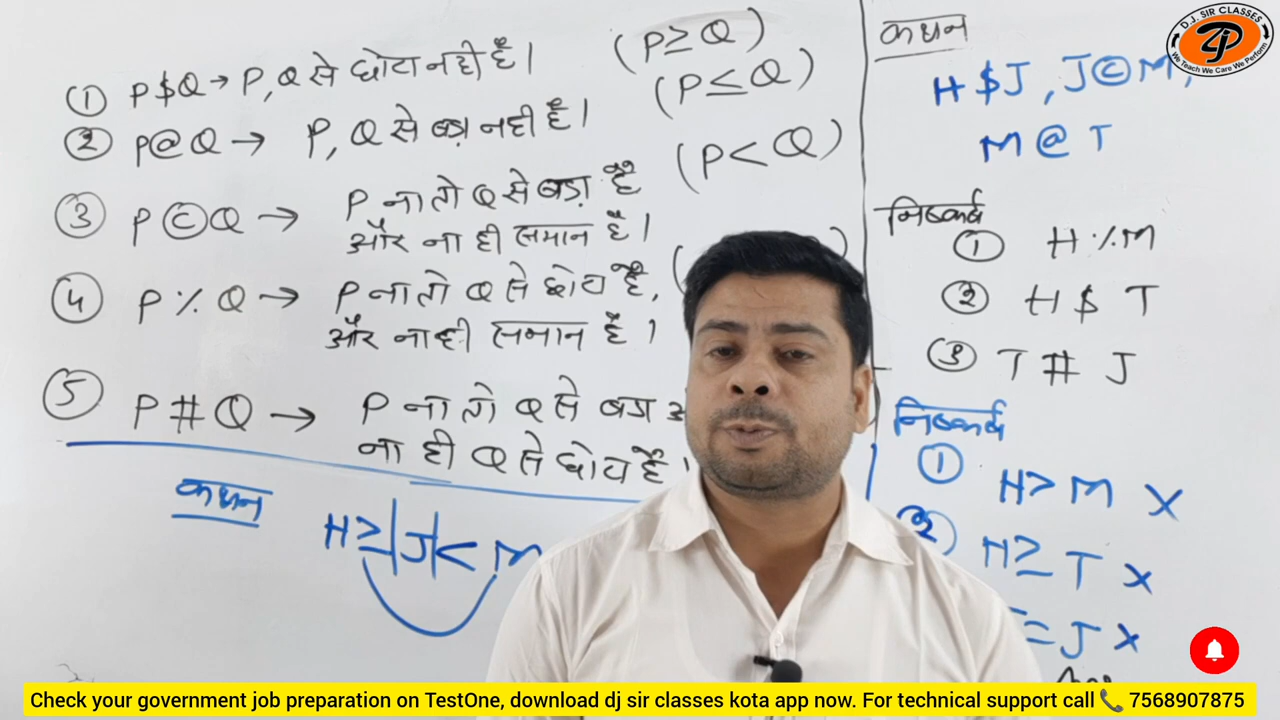 ① P$Q → P, Q से छोटा नही है। (P ≥ Q)
② P@Q → P, Q से बड़ा नही है। (P ≤ Q)
③ P©Q → P ना तो Q से बड़ा है (P < Q)
और ना ही समान है।
④ P % Q → P ना तो Q से छोटा है,
और ना ही समान है।
⑤ P # Q → P ना तो Q से बड़ा
ना ही Q से छोटा है।
कथन
H ≥ J < M
कथन
H $ J, J © M,
M @ T
निष्कर्ष
① H % M
② H $ T
③ T # J
निष्कर्ष
① H > M X
② H ≥ T X
= J X
D.J. SIR CLASSES
We Teach We Care We Perform
Check your government job preparation on TestOne, download dj sir classes kota app now. For technical support call 📞 7568907875